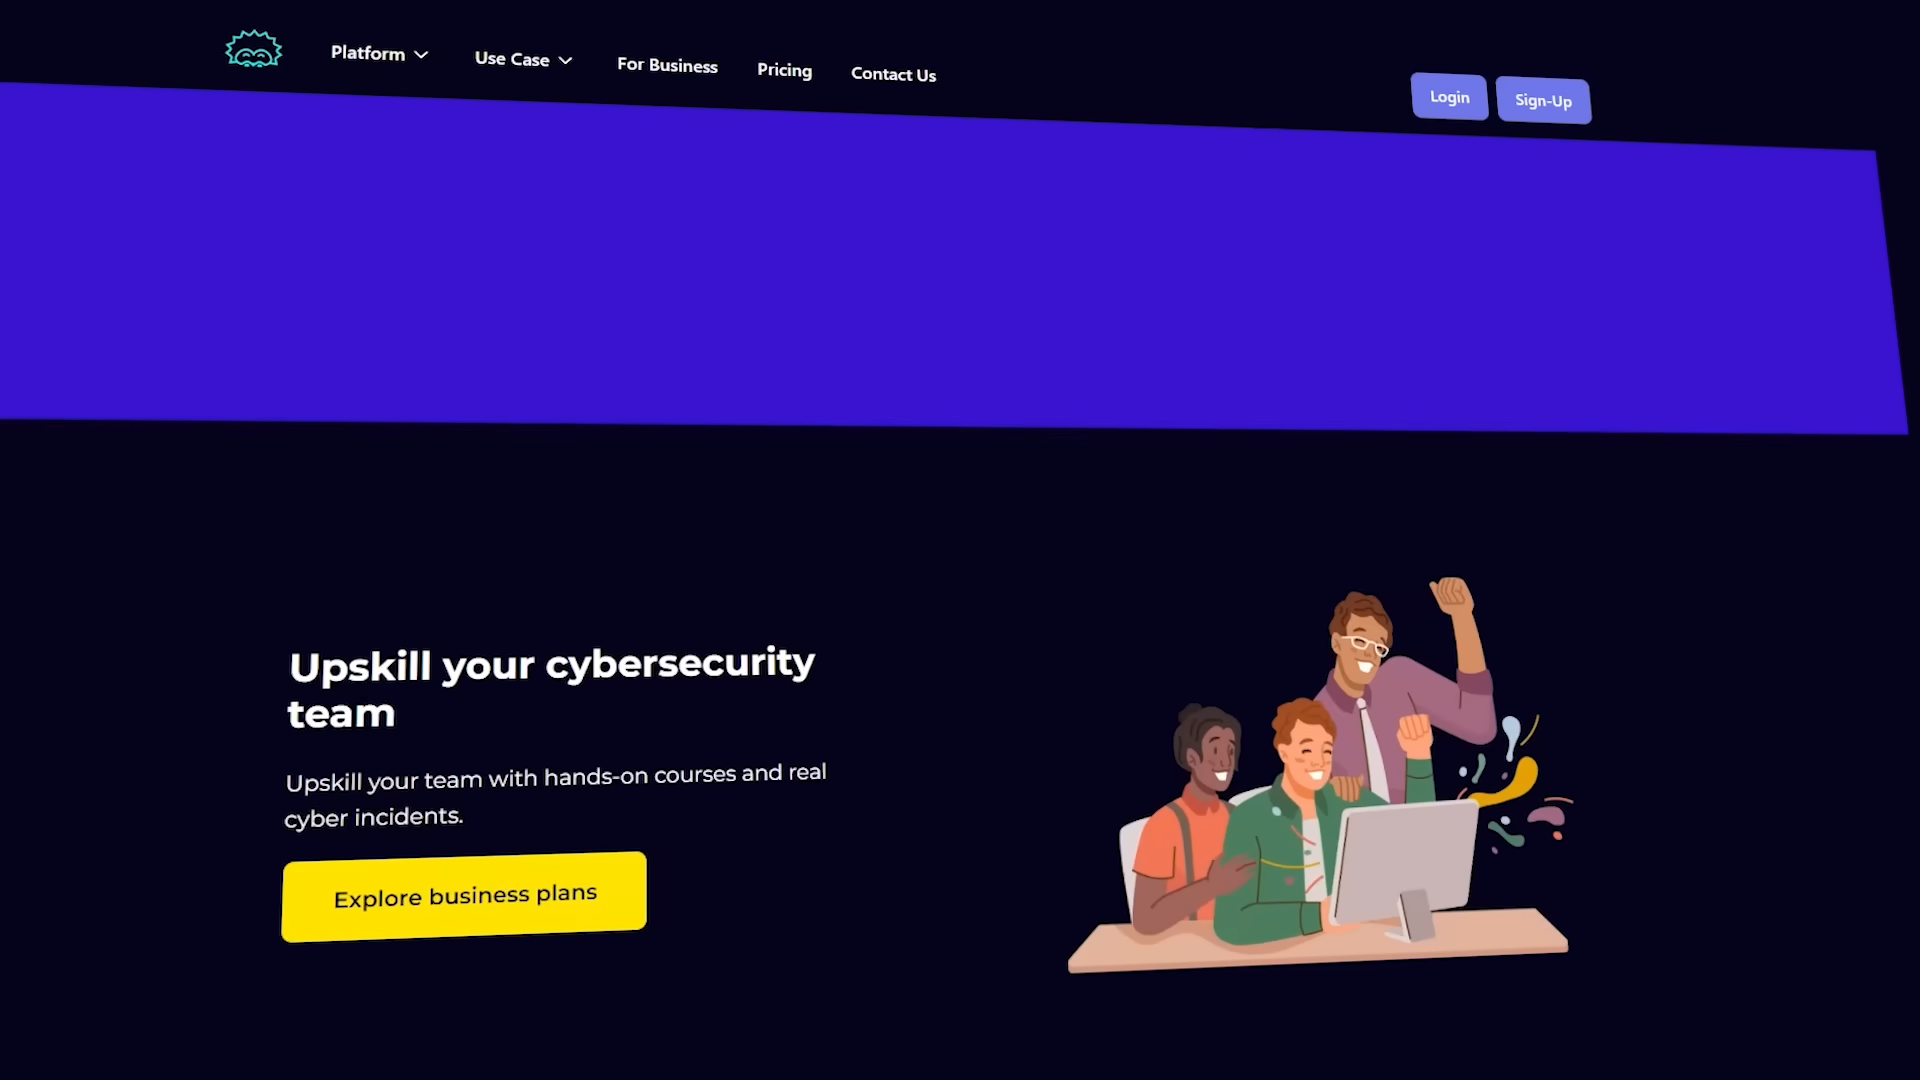 Platform
Use Case
For Business
Pricing
Contact Us
Login
Sign-Up
Upskill your cybersecurity
team
Upskill your team with hands-on courses and real
cyber incidents.
Explore business plans